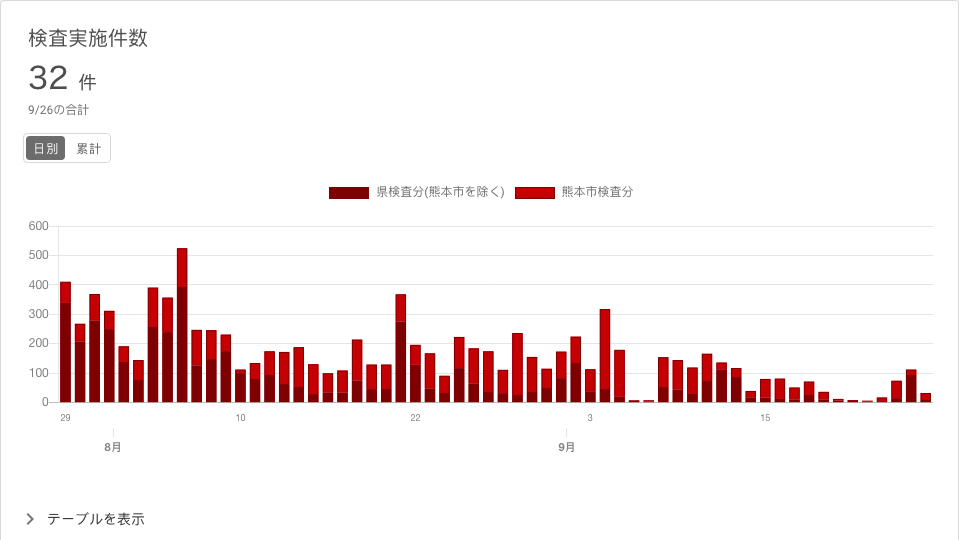 検査実施件数
32 件
9/26の合計
日別 累計
県検査分(熊本市を除く) 熊本市検査分
600
500
400
300
200
100
0
29 10 22 3 15
8月 9月
テーブルを表示